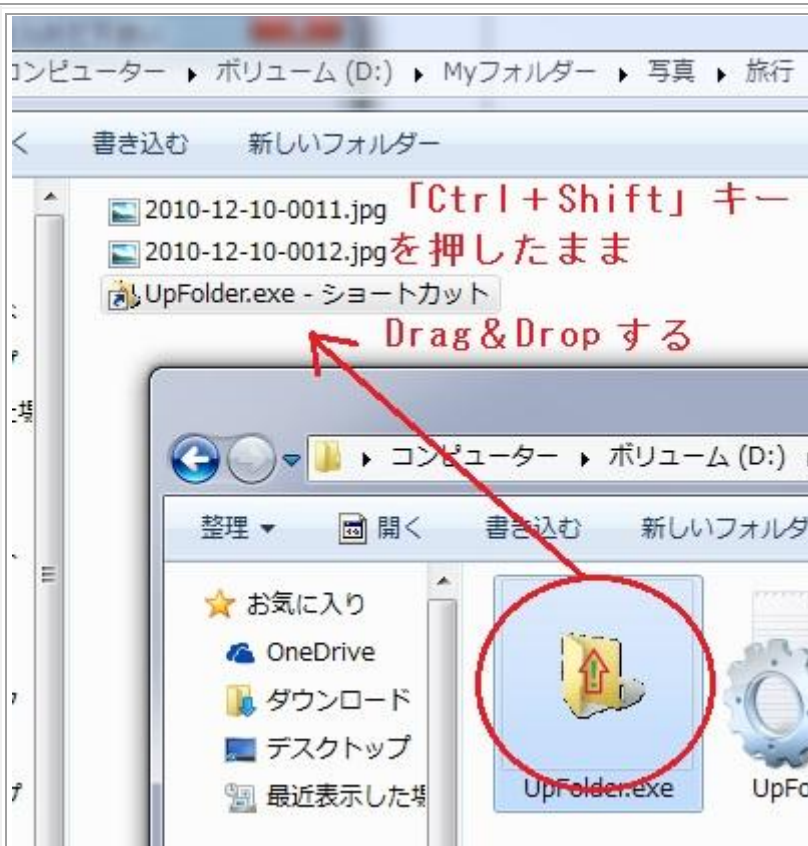 コンピューター ▸ ボリューム (D:) ▸ Myフォルダー ▸ 写真 ▸ 旅行
く 書き込む 新しいフォルダー
2010-12-10-0011.jpg
「Ctrl+Shift」キー
2010-12-10-0012.jpg
を押したまま
UpFolder.exe - ショートカット
Drag&Drop する
コンピューター ▸ ボリューム (D:)
整理 ▼ 開く 書き込む 新しいフォルダ
お気に入り
OneDrive
ダウンロード
デスクトップ
最近表示した場
UpFolder.exe
UpFo